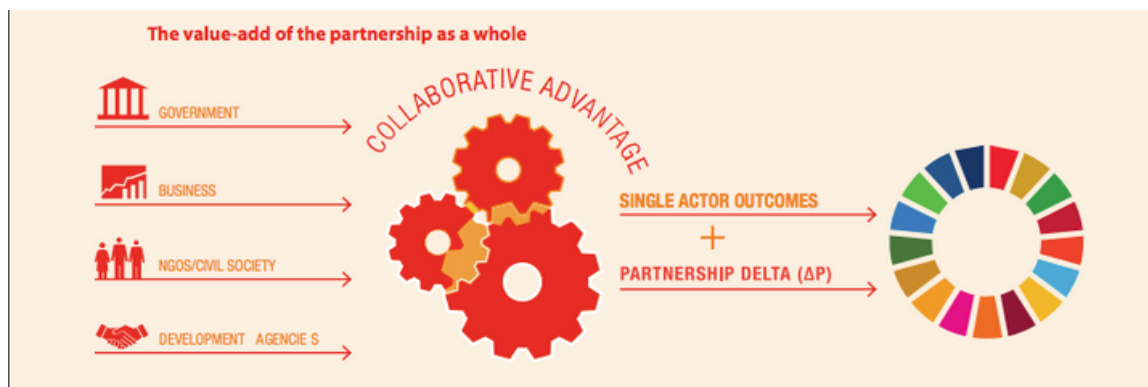 The value-add of the partnership as a whole
COLLABORATIVE ADVANTAGE
GOVERNMENT
BUSINESS
NGOS/CIVIL SOCIETY
DEVELOPMENT AGENCIE S
SINGLE ACTOR OUTCOMES
+
PARTNERSHIP DELTA (ΔP)